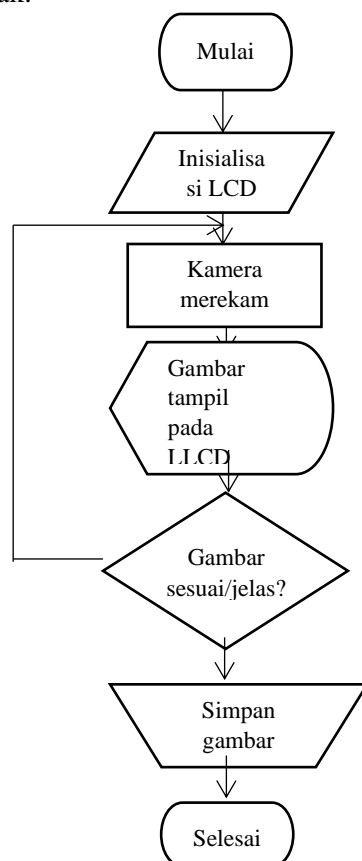 Mulai
Inisialisa
si LCD
Kamera
merekam
Gambar
tampil
pada
LLCD
Gambar
sesuai/jelas?
Simpan
gambar
Selesai